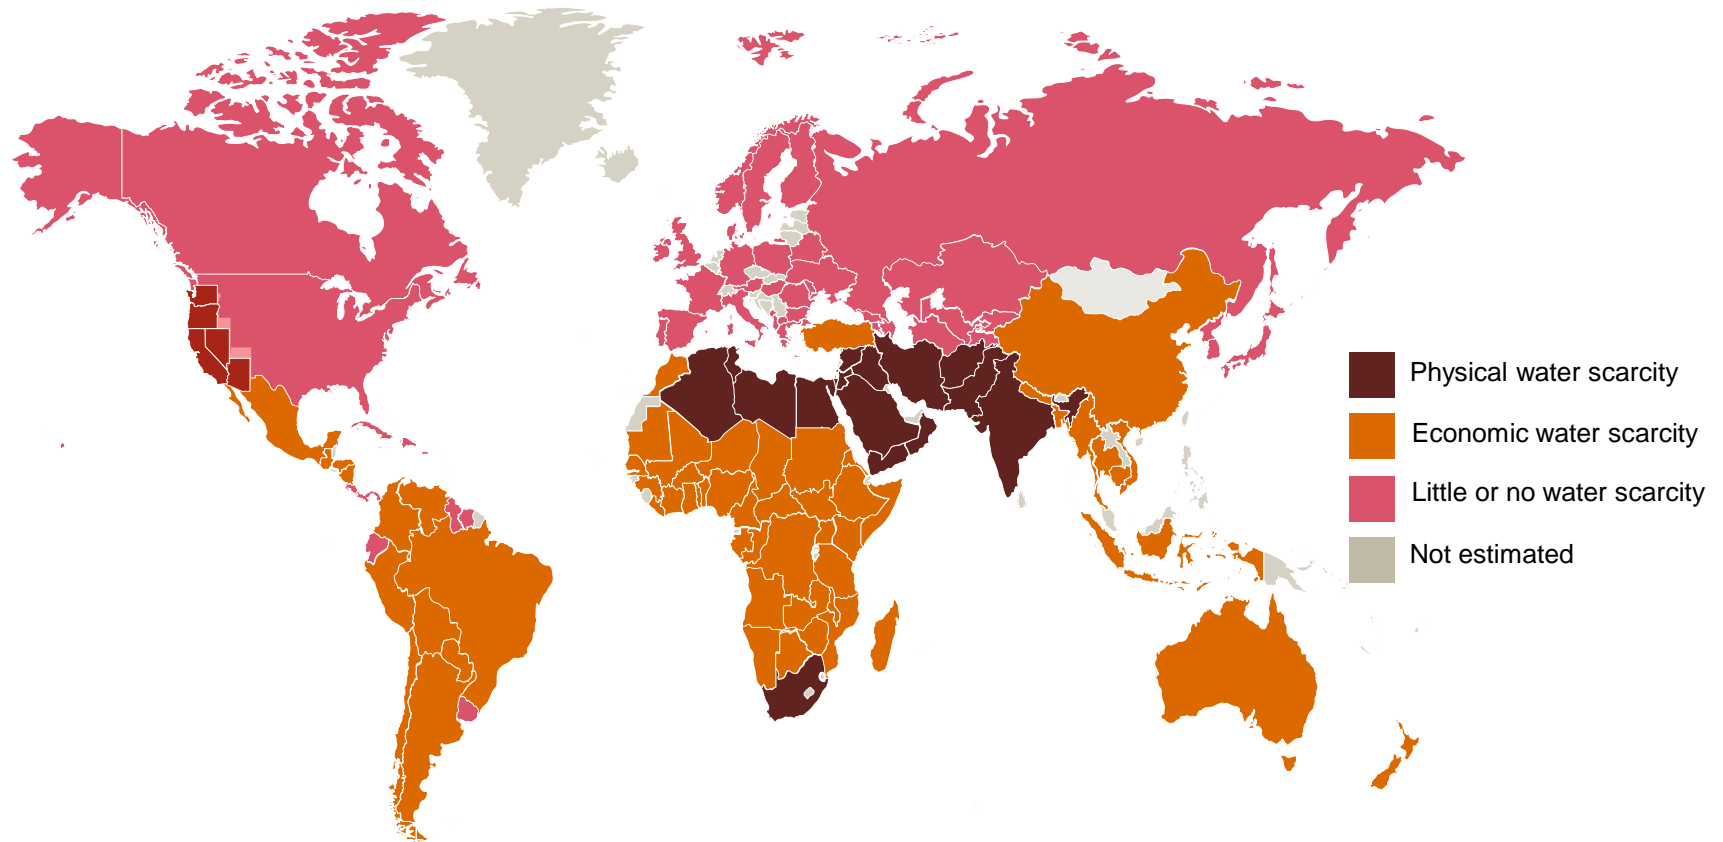 Physical water scarcity
Economic water scarcity
Little or no water scarcity
Not estimated